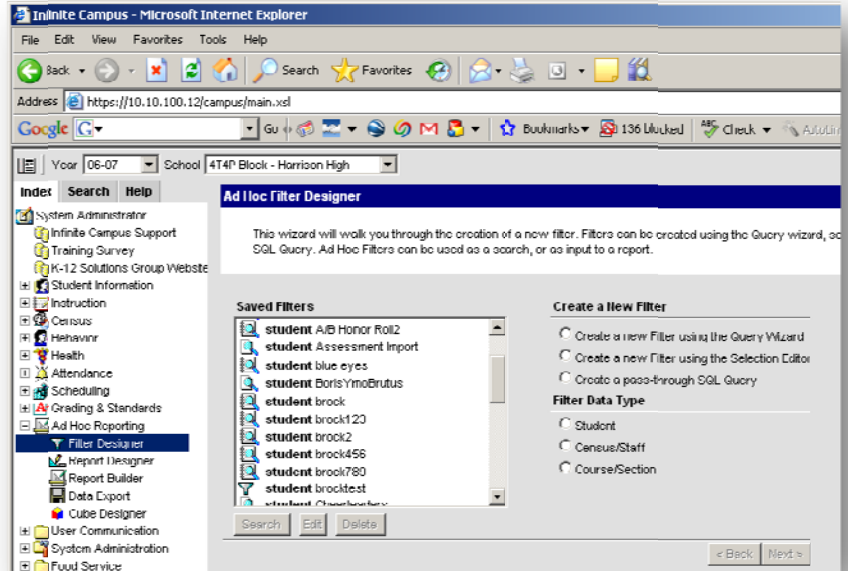 Infinite Campus - Microsoft Internet Explorer
File Edit View Favorites Tools Help
Back Search Favorites
Address https://10.10.100.12/campus/main.xsl
Google G Go Bookmarks 136 blocked Check
Year 06-07 School 4T4P Block - Harrison High
Index Search Help
System Administrator
Infinite Campus Support
Training Survey
K-12 Solutions Group Website
Student Information
Instruction
Census
Behavior
Health
Attendance
Scheduling
Grading & Standards
Ad Hoc Reporting
Filter Designer
Report Designer
Report Builder
Data Export
Cube Designer
User Communication
System Administration
Food Service
Ad Hoc Filter Designer
This wizard will walk you through the creation of a new filter. Filters can be created using the Query wizard,
SQL Query. Ad Hoc Filters can be used as a search, or as input to a report.
Saved Filters
student A/B Honor Roll2
student Assessment Import
student blue eyes
student BorisYmoBrutus
student brock
student brock123
student brock2
student brock456
student brock789
student brocktest
student Cheerleaders
Search Edit Delete
Create a New Filter
Create a new Filter using the Query Wizard
Create a new Filter using the Selection Editor
Create a pass-through SQL Query
Filter Data Type
Student
Census/Staff
Course/Section
< Back Next >